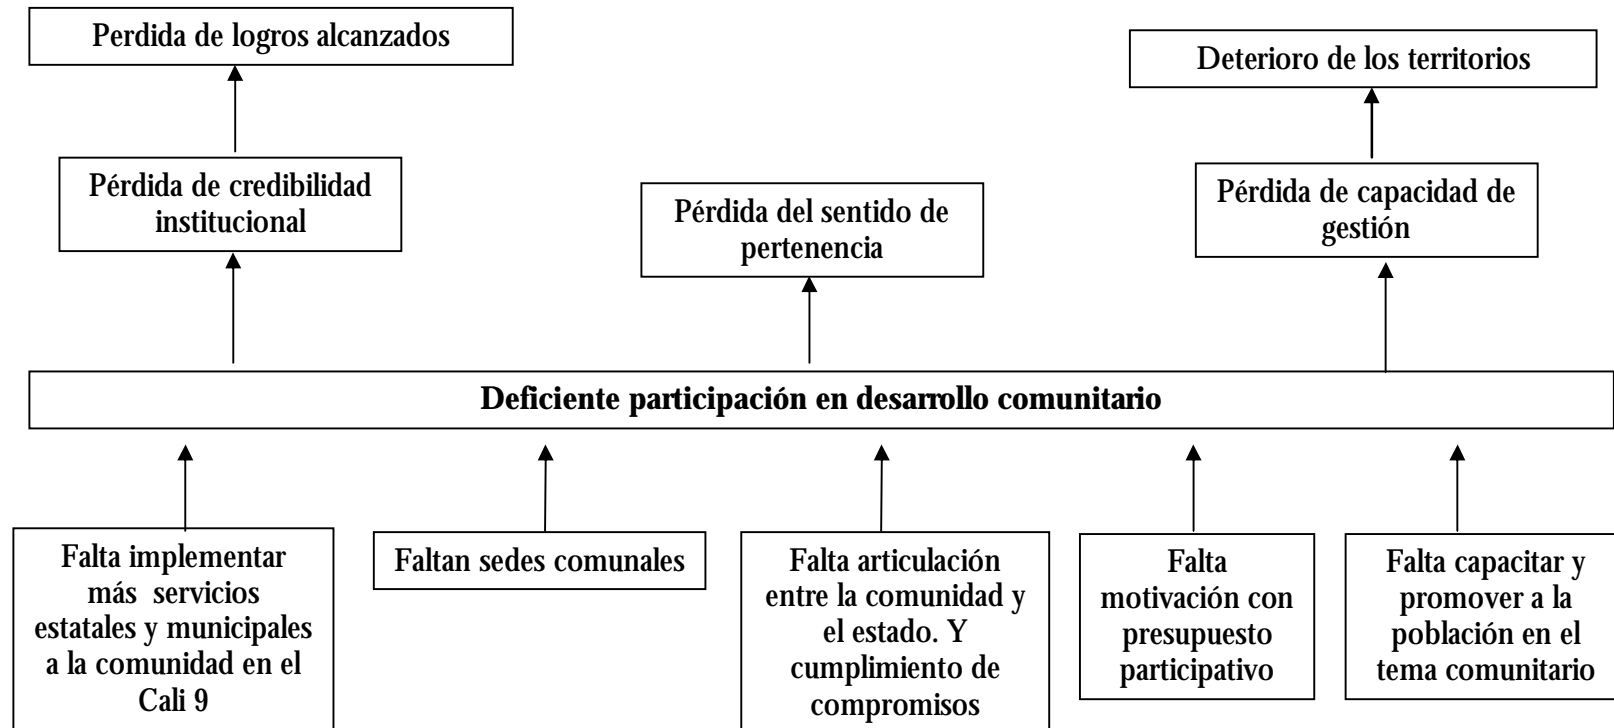 Perdida de logros alcanzados
Deterioro de los territorios
Pérdida de credibilidad
institucional
Pérdida del sentido de
pertenencia
Pérdida de capacidad de
gestión
Deficiente participación en desarrollo comunitario
Falta implementar
más servicios
estatales y municipales
a la comunidad en el
Cali 9
Faltan sedes comunales
Falta articulación
entre la comunidad y
el estado. Y
cumplimiento de
compromisos
Falta
motivación con
presupuesto
participativo
Falta capacitar y
promover a la
población en el
tema comunitario